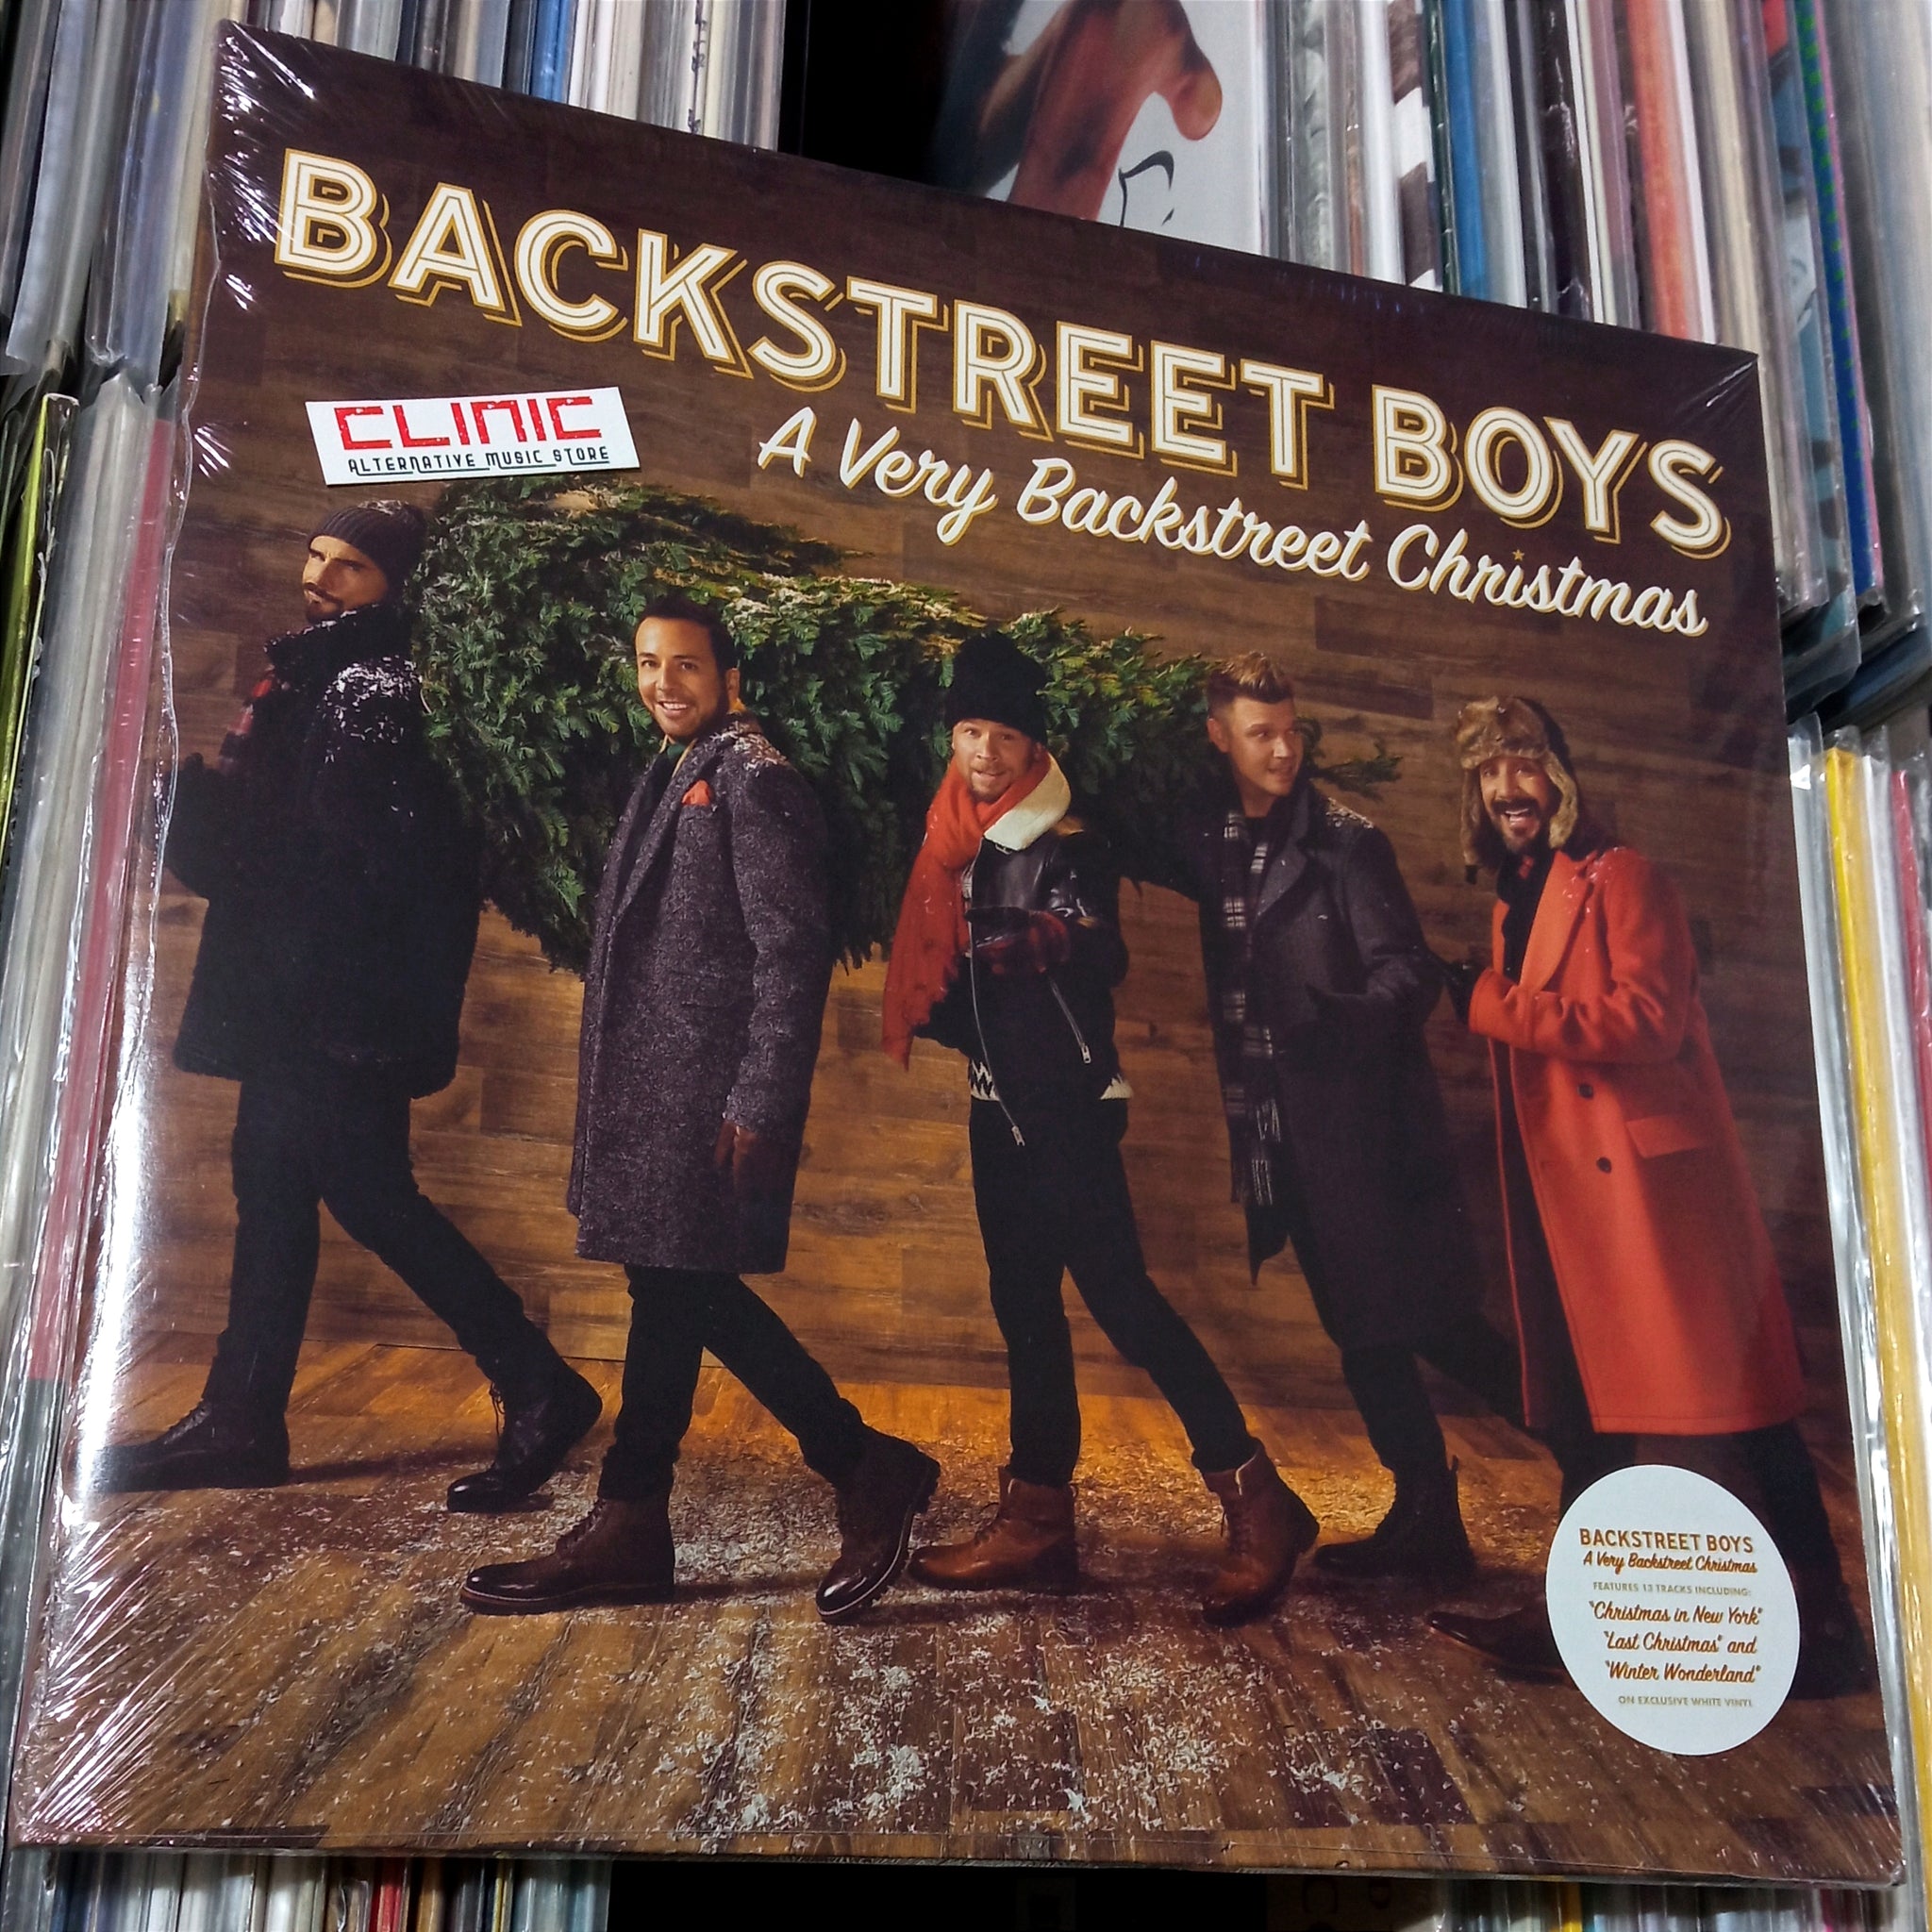 BACKSTREET BOYS
A Very Backstreet Christmas
CLINIC
ALTERNATIVE MUSIC STORE
BACKSTREET BOYS
A Very Backstreet Christmas
FEATURES 13 TRACKS INCLUDING:
"Christmas in New York"
"Last Christmas" and
"Winter Wonderland"
ON EXCLUSIVE WHITE VINYL